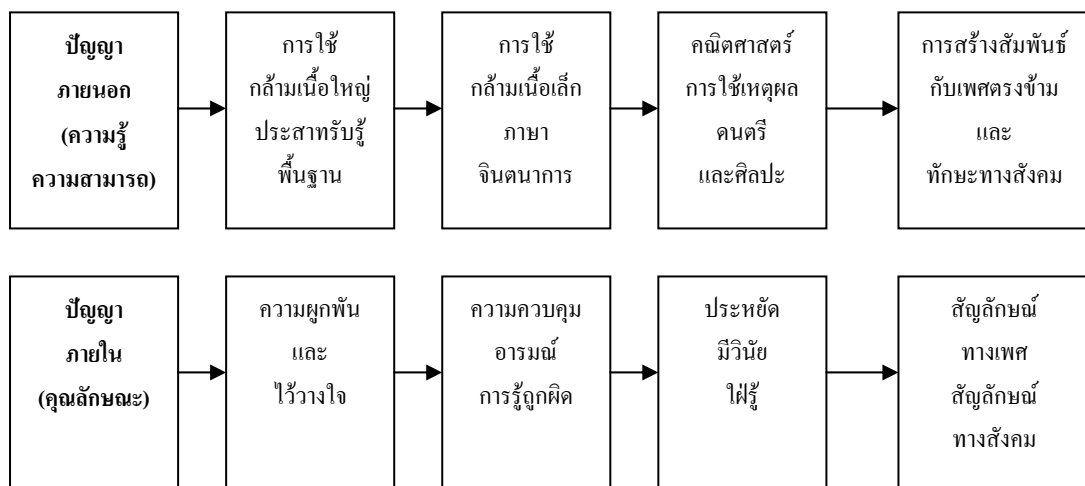 ปัญญา
ภายนอก
(ความรู้
ความสามารถ)
การใช้
กล้ามเนื้อใหญ่
ประสาทรับรู้
พื้นฐาน
การใช้
กล้ามเนื้อเล็ก
ภาษา
จินตนาการ
คณิตศาสตร์
การใช้เหตุผล
ดนตรี
และศิลปะ
การสร้างสัมพันธ์
กับเพศตรงข้าม
และ
ทักษะทางสังคม
ปัญญา
ภายใน
(คุณลักษณะ)
ความผูกพัน
และ
ไว้วางใจ
ความควบคุม
อารมณ์
การรู้ถูกผิด
ประหยัด
มีวินัย
ใฝ่รู้
สัญลักษณ์
ทางเพศ
สัญลักษณ์
ทางสังคม